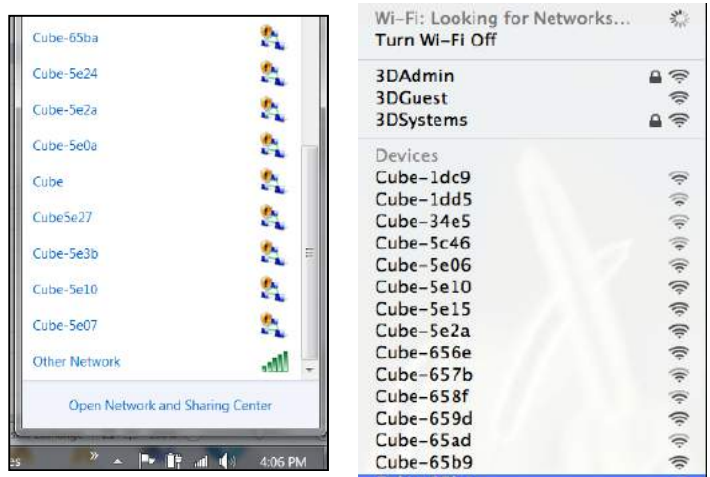 Cube-65ba
Cube-5e24
Cube-5e2a
Cube-5e0a
Cube
Cube5e27
Cube-5e3b
Cube-5e10
Cube-5e07
Other Network
Open Network and Sharing Center
es
4:06 PM
Wi-Fi: Looking for Networks...
Turn Wi-Fi Off
3DAdmin
3DGuest
3DSystems
Devices
Cube-1dc9
Cube-1dd5
Cube-34e5
Cube-5c46
Cube-5e06
Cube-5e10
Cube-5e15
Cube-5e2a
Cube-656e
Cube-657b
Cube-658f
Cube-659d
Cube-65ad
Cube-65b9